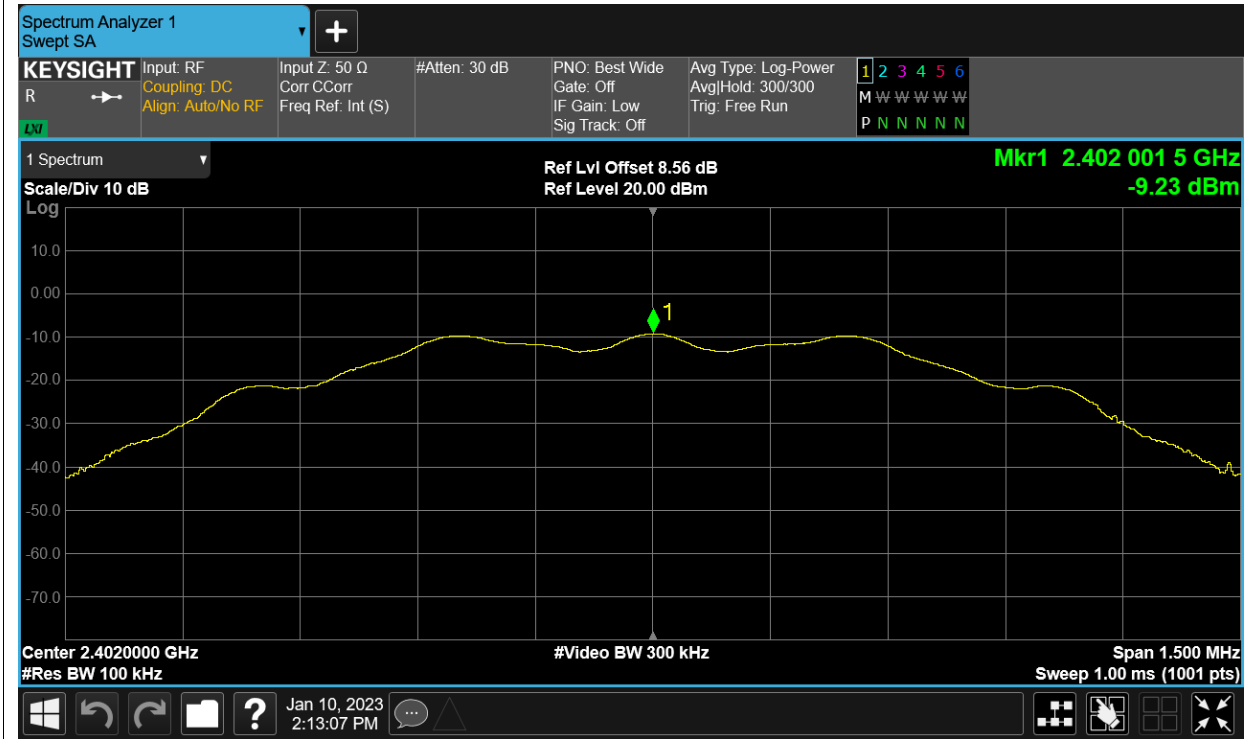 Spectrum Analyzer 1
Swept SA
KEYSIGHT
R
LXI
Input: RF
Coupling: DC
Align: Auto/No RF
Input Z: 50 Ω
Corr CCorr
Freq Ref: Int (S)
#Atten: 30 dB
PNO: Best Wide
Gate: Off
IF Gain: Low
Sig Track: Off
Avg Type: Log-Power
Avg|Hold: 300/300
Trig: Free Run
1 2 3 4 5 6
M W W W W W
P N N N N N
1 Spectrum
Scale/Div 10 dB
Log
Ref Lvl Offset 8.56 dB
Ref Level 20.00 dBm
Mkr1 2.402 001 5 GHz
-9.23 dBm
10.0
0.00
-10.0
-20.0
-30.0
-40.0
-50.0
-60.0
-70.0
1
Center 2.4020000 GHz
#Res BW 100 kHz
#Video BW 300 kHz
Span 1.500 MHz
Sweep 1.00 ms (1001 pts)
?
Jan 10, 2023
2:13:07 PM